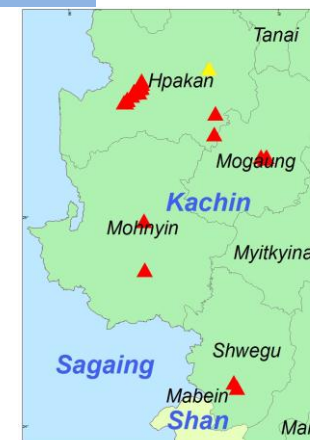 Tanai
Hpakan
Mogaung
Kachin
Mohnyin
Myitkyina
Shwegu
Sagaing
Mabein
Shan